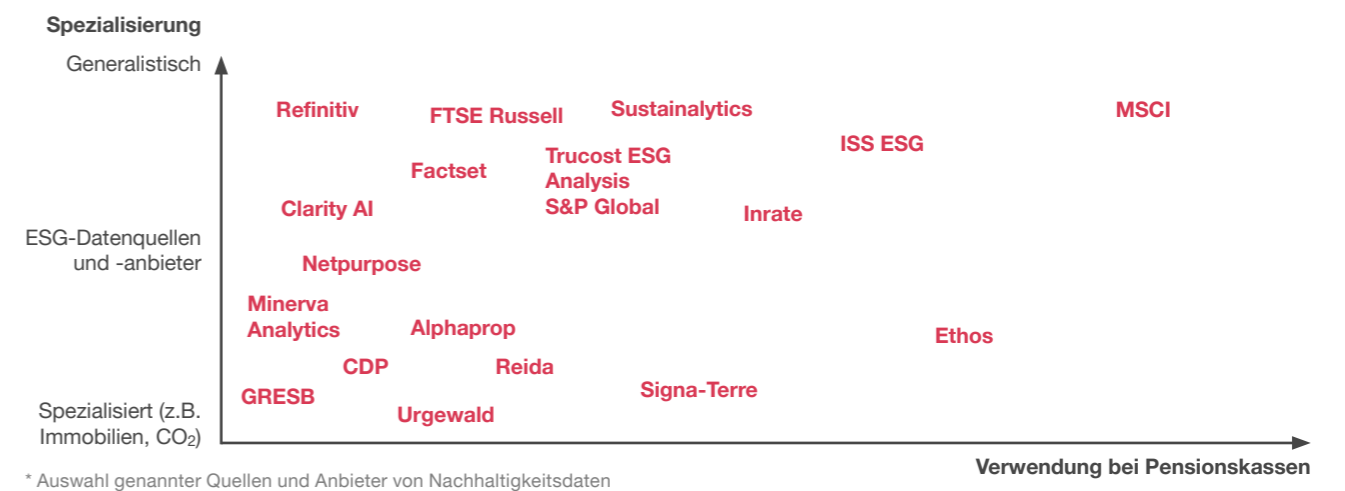 Spezialisierung
Generalistisch
Refinitiv
FTSE Russell
Sustainalytics
MSCI
ISS ESG
Trucost ESG
Analysis
S&P Global
Factset
Clarity AI
Inrate
ESG-Datenquellen
und -anbieter
Netpurpose
Minerva
Analytics
Alphaprop
Ethos
CDP
Reida
GRESB
Signa-Terre
Urgewald
Spezialisiert (z.B.
Immobilien, CO₂)
Verwendung bei Pensionskassen
* Auswahl genannter Quellen und Anbieter von Nachhaltigkeitsdaten